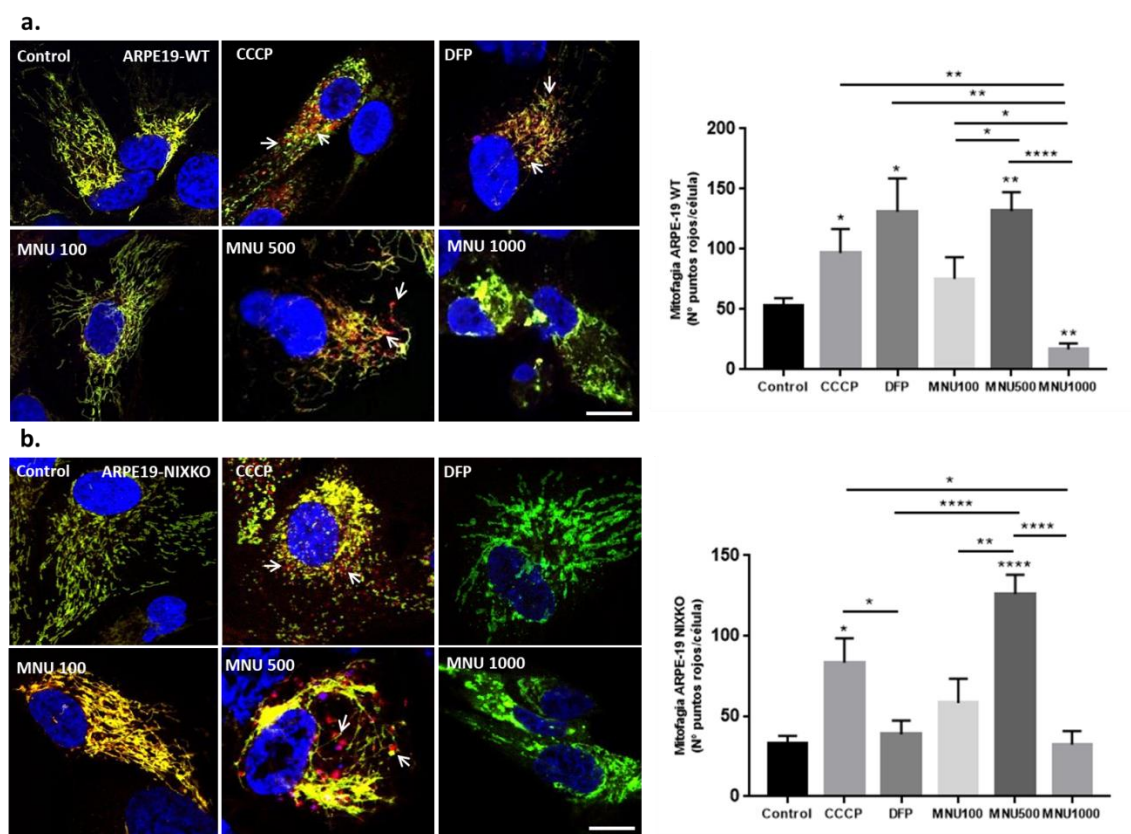 a.
Control ARPE19-WT
CCCP
DFP
MNU 100
MNU 500
MNU 1000
Mitofagia ARPE-19 WT
(Nº puntos rojos/célula)
200
150
100
50
0
**
**
*
*
****
*
*
**
**
Control CCCP DFP MNU100 MNU500 MNU1000
b.
Control ARPE19-NIXKO
CCCP
DFP
MNU 100
MNU 500
MNU 1000
Mitofagia ARPE-19 NIXKO
(Nº puntos rojos/célula)
150
100
50
0
*
****
**
****
*
*
****
Control CCCP DFP MNU100 MNU500 MNU1000